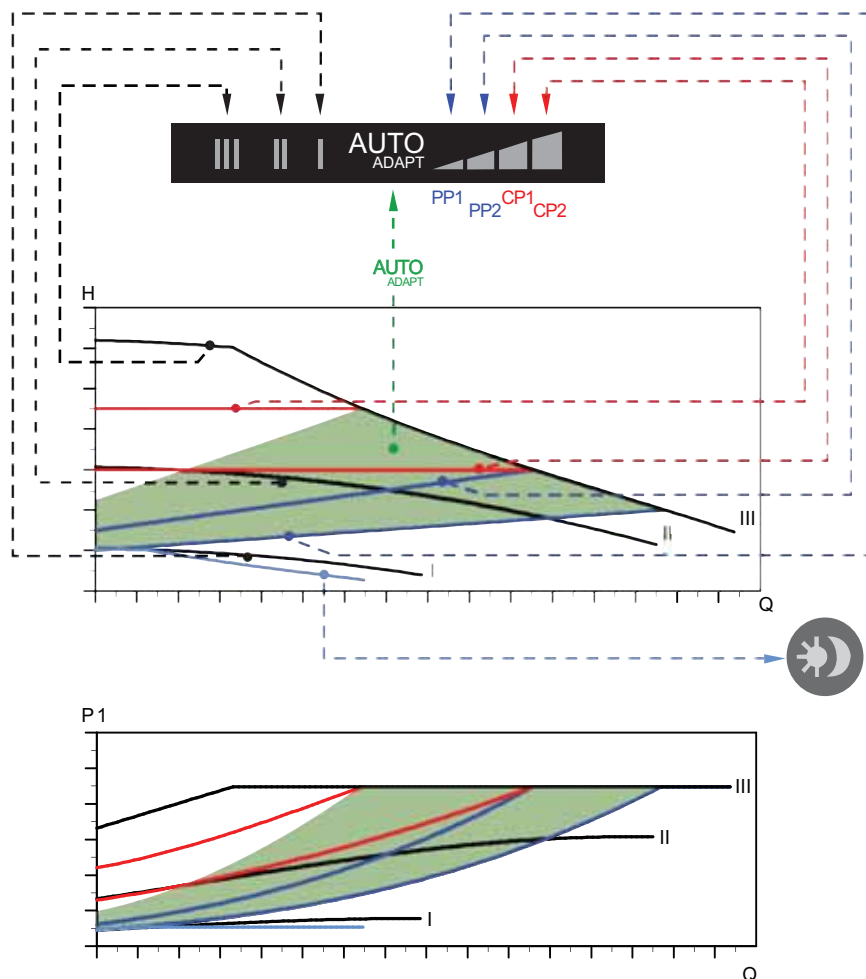 III II I AUTO
ADAPT
PP1 PP2 CP1 CP2
AUTO
ADAPT
H
III
II
I
Q
P1
III
II
I
Q